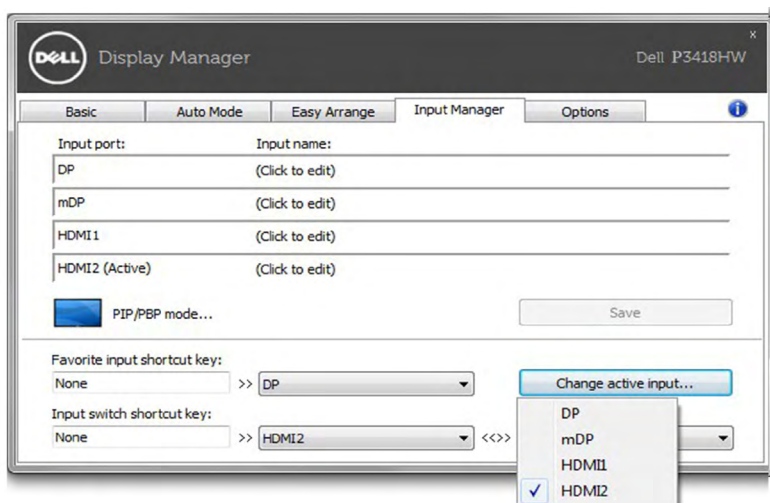 DELL Display Manager x
Dell P3418HW
Basic Auto Mode Easy Arrange Input Manager Options i
Input port: Input name:
DP (Click to edit)
mDP (Click to edit)
HDMI1 (Click to edit)
HDMI2 (Active) (Click to edit)
PIP/PBP mode... Save
Favorite input shortcut key:
None >> DP Change active input...
Input switch shortcut key:
None >> HDMI2 <<>>
DP
mDP
HDMI1
✓ HDMI2